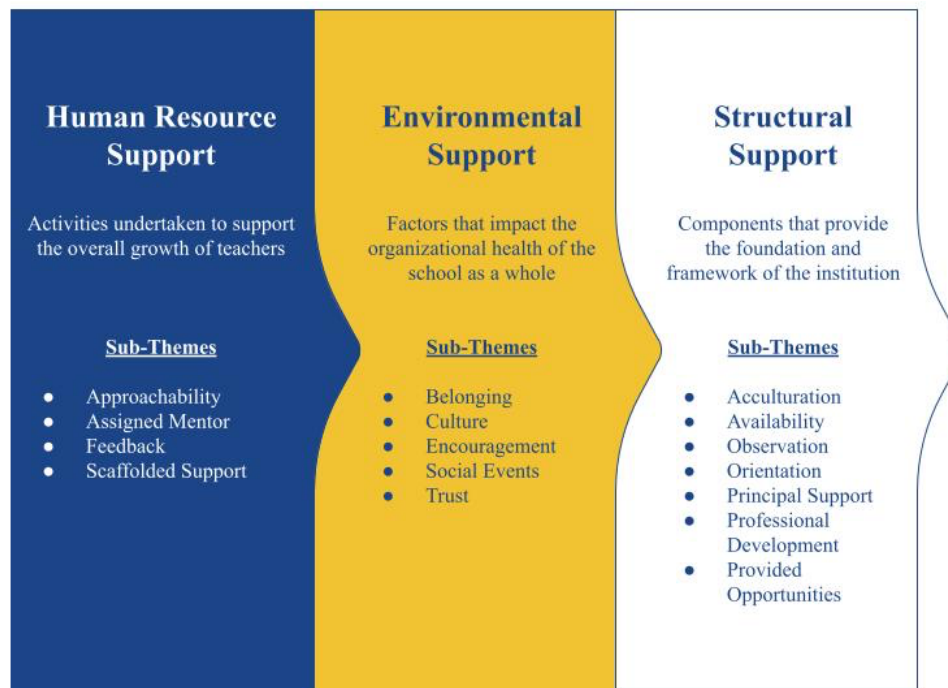 Human Resource
Support
Activities undertaken to support
the overall growth of teachers
Sub-Themes
● Approachability
● Assigned Mentor
● Feedback
● Scaffolded Support
Environmental
Support
Factors that impact the
organizational health of the
school as a whole
Sub-Themes
● Belonging
● Culture
● Encouragement
● Social Events
● Trust
Structural
Support
Components that provide
the foundation and
framework of the institution
Sub-Themes
● Acculturation
● Availability
● Observation
● Orientation
● Principal Support
● Professional
Development
● Provided
Opportunities